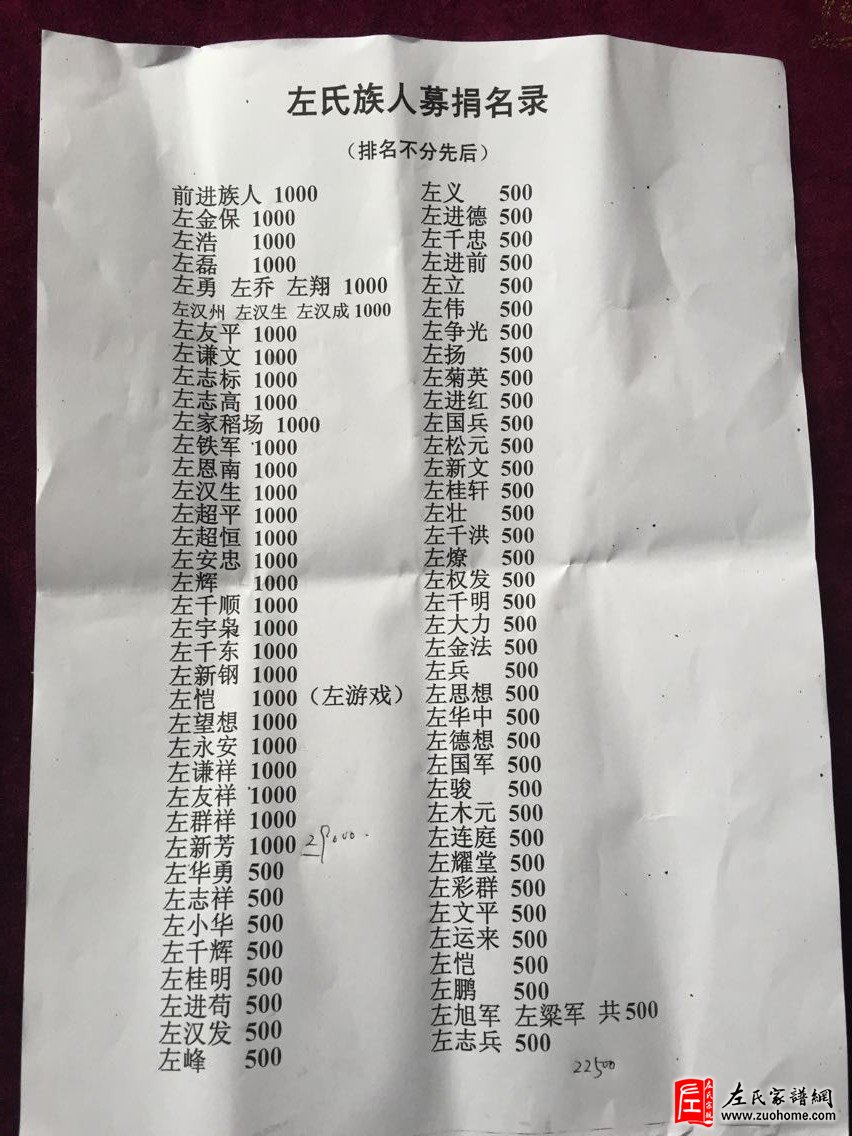 左氏族人募捐名录
（排名不分先后）
前进族人 1000
左金保 1000
左浩 1000
左磊 1000
左勇 左乔 左翔 1000
左汉州 左汉生 左汉成 1000
左友平 1000
左谦文 1000
左志标 1000
左志高 1000
左家稻场 1000
左铁军 1000
左恩南 1000
左汉生 1000
左超平 1000
左超恒 1000
左安忠 1000
左辉 1000
左千顺 1000
左宇枭 1000
左千东 1000
左新钢 1000
左恺 1000（左游戏）
左望想 1000
左永安 1000
左谦祥 1000
左友祥 1000
左群祥 1000
左新芳 1000 29000.
左华勇 500
左志祥 500
左小华 500
左千辉 500
左桂明 500
左进苟 500
左汉发 500
左峰 500
左义 500
左进德 500
左千忠 500
左进前 500
左立 500
左伟 500
左争光 500
左扬 500
左菊英 500
左进红 500
左国兵 500
左松元 500
左新文 500
左桂轩 500
左壮 500
左千洪 500
左燎 500
左权发 500
左千明 500
左大力 500
左金法 500
左兵 500
左思想 500
左华中 500
左德想 500
左国军 500
左骏 500
左木元 500
左连庭 500
左耀堂 500
左彩群 500
左文平 500
左运来 500
左恺 500
左鹏 500
左旭军 左梁军 共500
左志兵 500
22500
左氏家譜網
www.zuohome.com